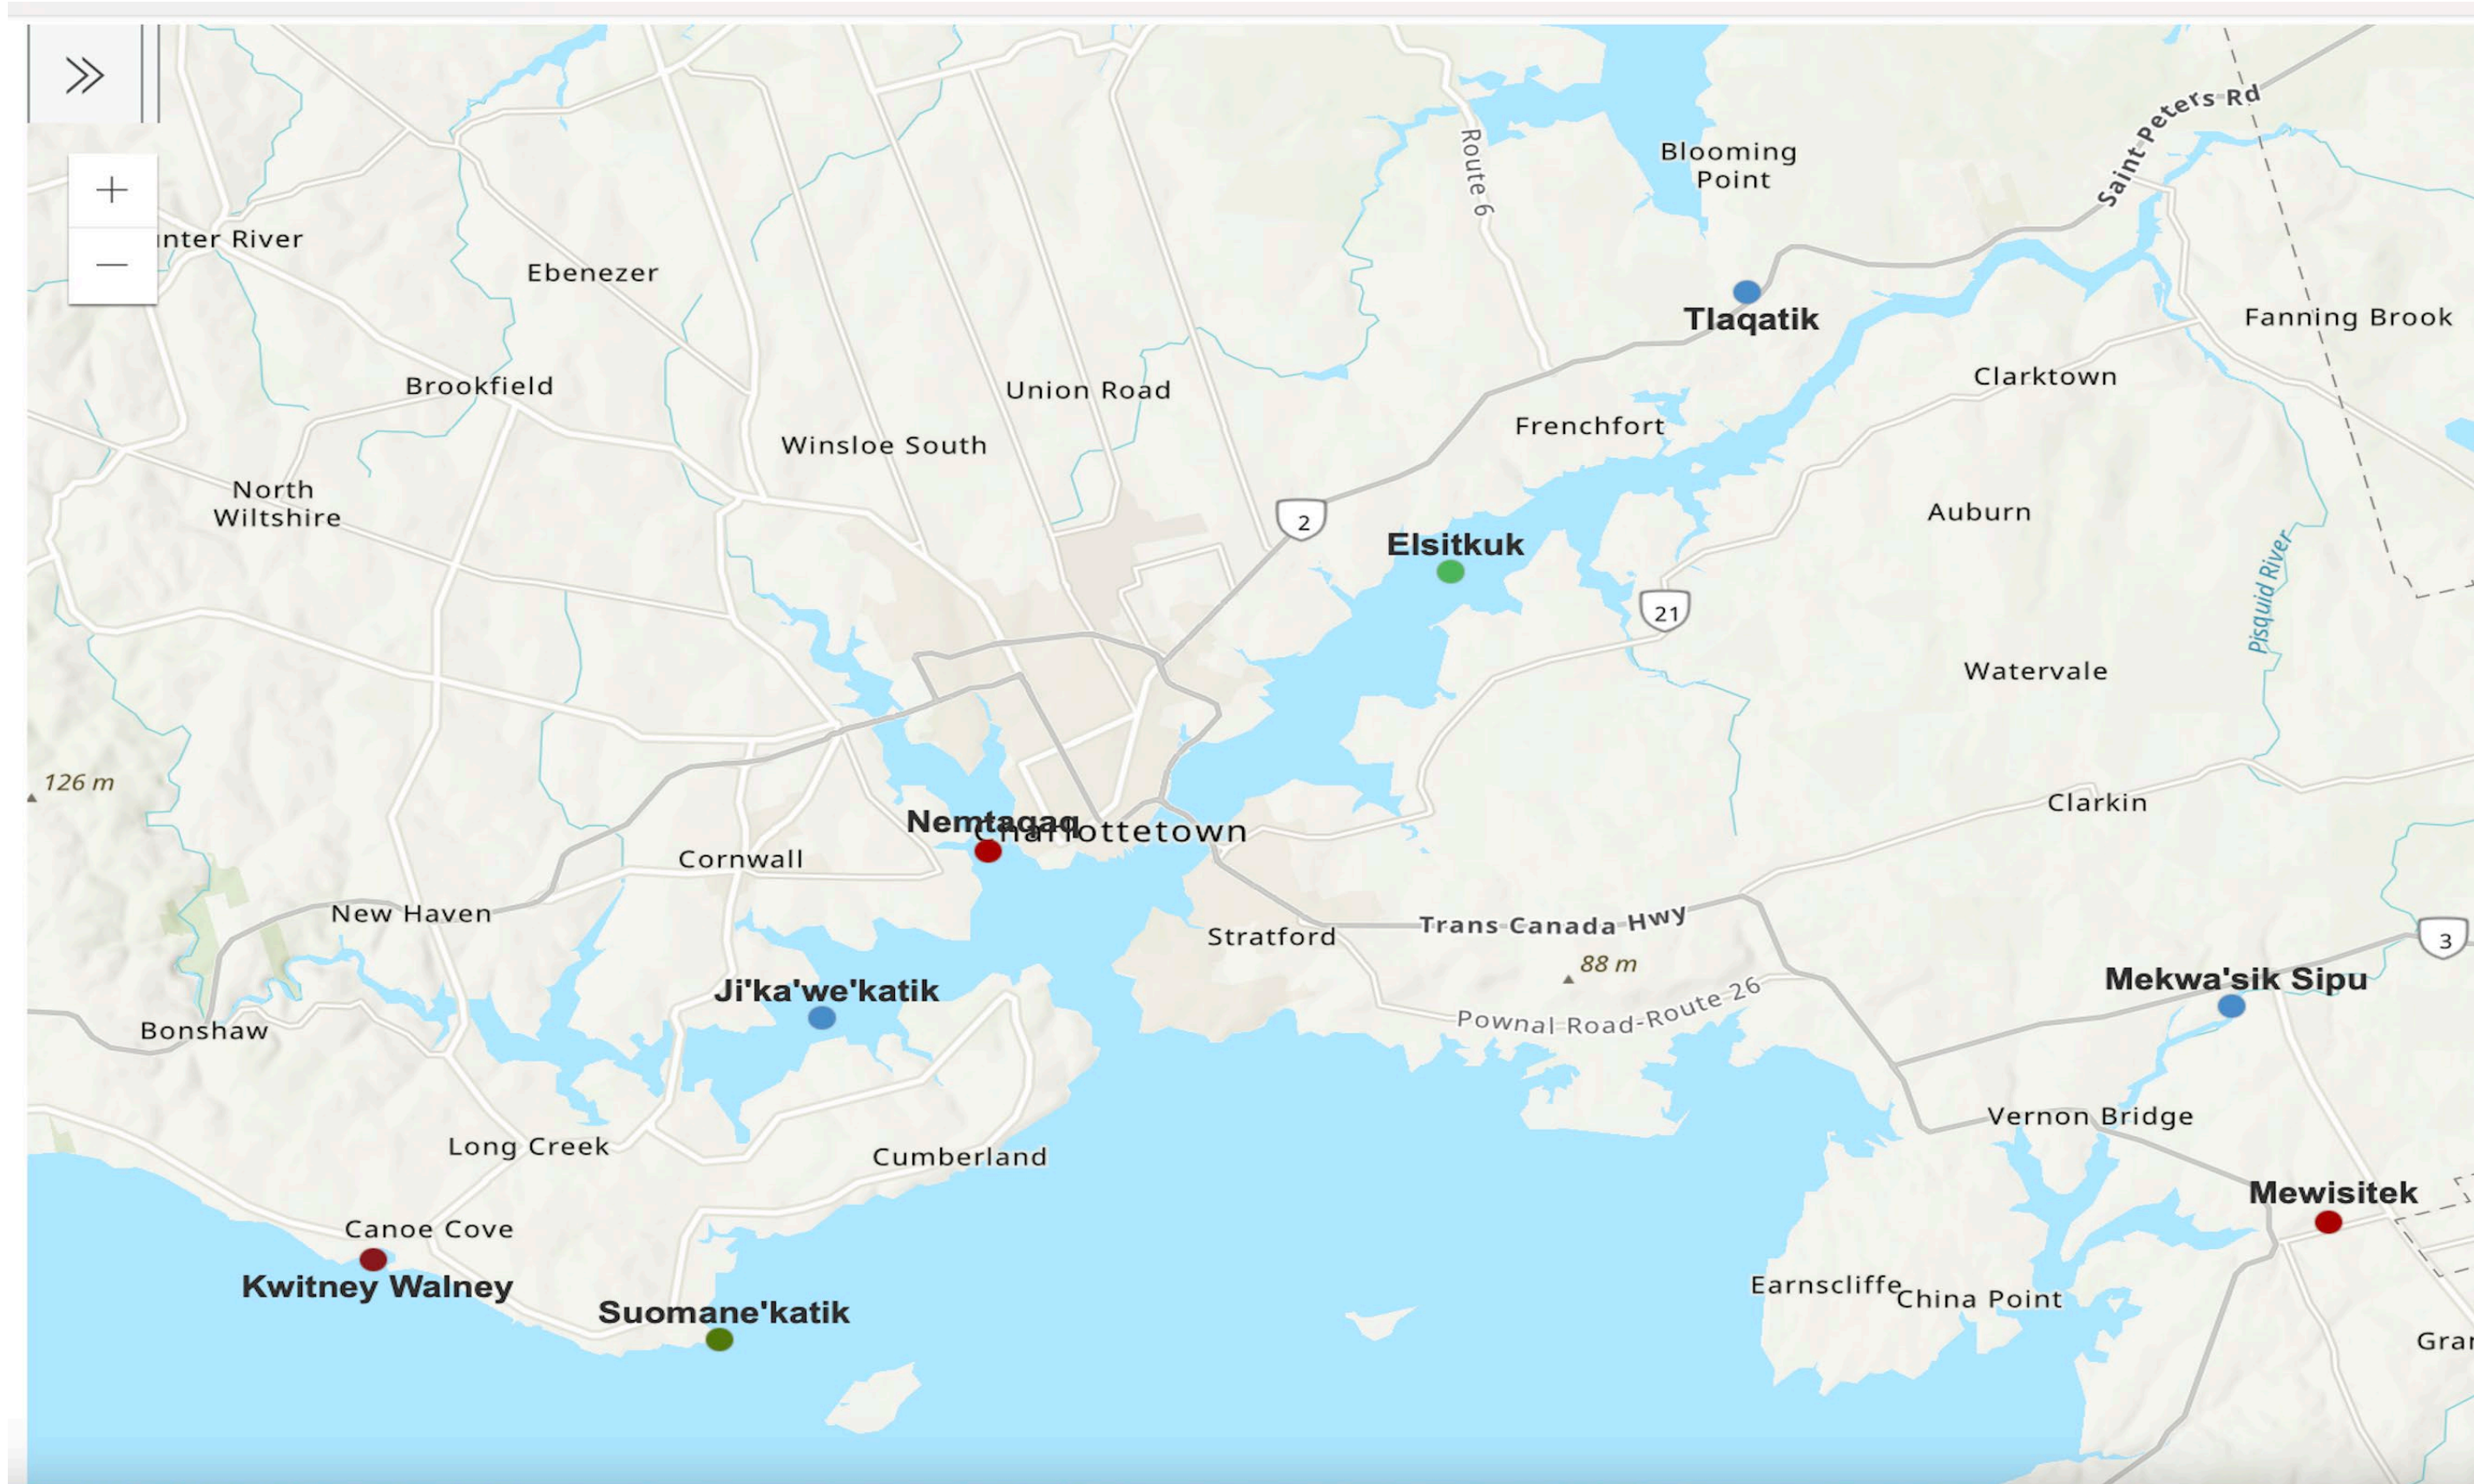 Saint Peters Rd
Route 6
Blooming
Point
unter River
Ebenezer
Tlaqatik
Fanning Brook
Clarktown
Brookfield
Union Road
Frenchfort
Winsloe South
North
Wiltshire
Auburn
2
Elsitkuk
Pisquid River
21
Watervale
126 m
Clarkin
Nemtaqaq
Charlottetown
Cornwall
New Haven
Trans Canada Hwy
Stratford
3
88 m
Mekwa'sik Sipu
Ji'ka'we'katik
Pownal Road-Route 26
Bonshaw
Vernon Bridge
Long Creek
Cumberland
Mewisitek
Canoe Cove
Kwitney Walney
Earnscliffe
China Point
Suomane'katik
Gran